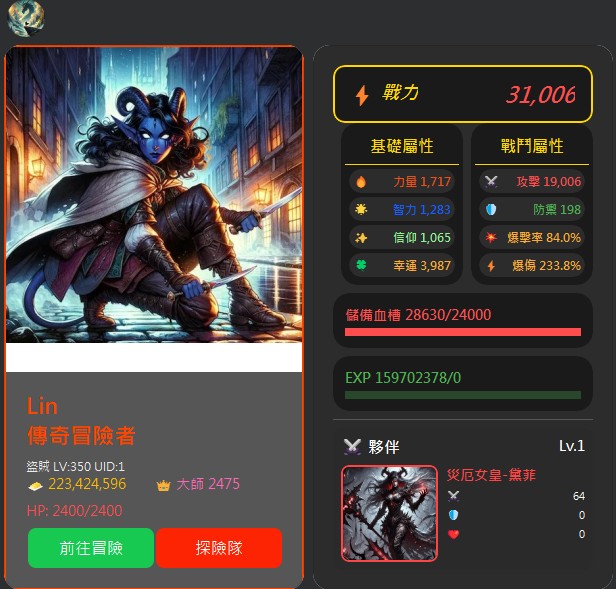 Lin
傳奇冒險者
盜賊 LV:350 UID:1
223,424,596 大師 2475
HP: 2400/2400
前往冒險 探險隊
戰力 31,006
基礎屬性
力量 1,717
智力 1,283
信仰 1,065
幸運 3,987
戰鬥屬性
攻擊 19,006
防禦 198
爆擊率 84.0%
爆傷 233.8%
儲備血槽 28630/24000
EXP 159702378/0
夥伴 Lv.1
災厄女皇-黛菲
64
0
0